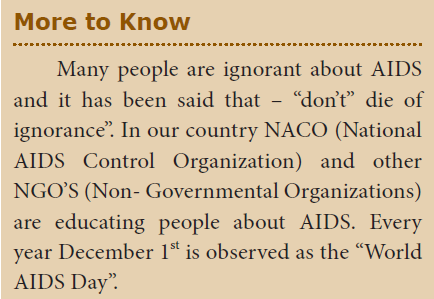 More to Know
Many people are ignorant about AIDS
and it has been said that – “don’t” die of
ignorance”. In our country NACO (National
AIDS Control Organization) and other
NGO’S (Non- Governmental Organizations)
are educating people about AIDS. Every
year December 1st is observed as the “World
AIDS Day”.